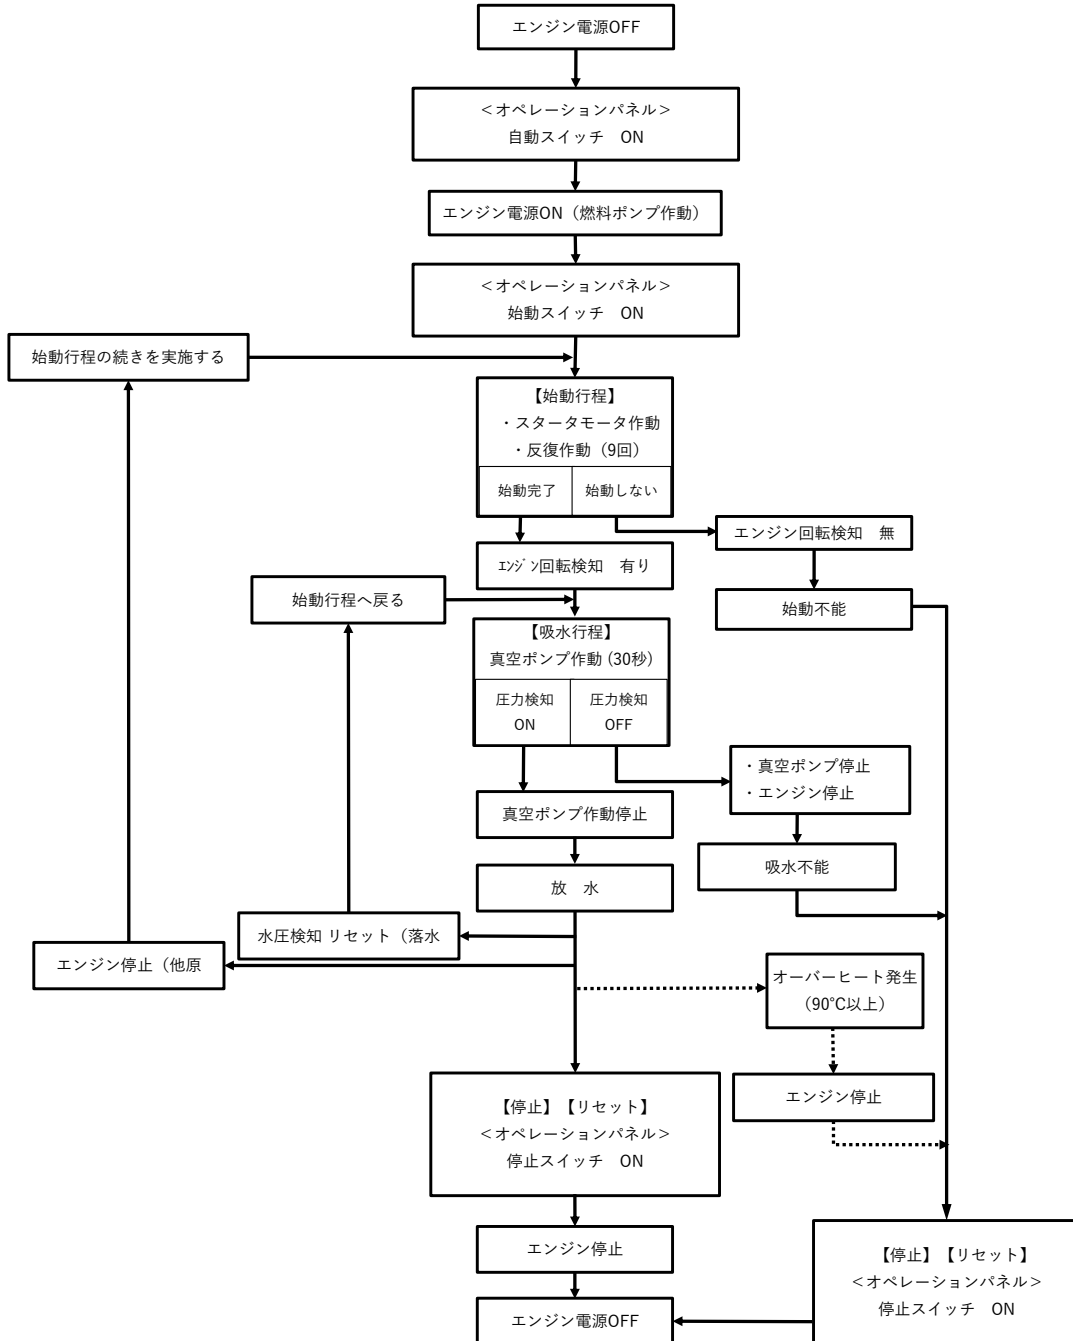 エンジン電源OFF
＜オペレーションパネル＞
自動スイッチ　ON
エンジン電源ON（燃料ポンプ作動）
＜オペレーションパネル＞
始動スイッチ　ON
始動行程の続きを実施する
【始動行程】
・スタータモータ作動
・反復作動（9回）
始動完了
始動しない
エンジン回転検知　無
ｴﾝｼﾞﾝ回転検知　有り
始動行程へ戻る
始動不能
【吸水行程】
真空ポンプ作動 (30秒)
圧力検知
ON
圧力検知
OFF
・真空ポンプ停止
・エンジン停止
真空ポンプ作動停止
吸水不能
放　水
水圧検知 リセット（落水
エンジン停止（他原
オーバーヒート発生
（90℃以上）
エンジン停止
【停止】【リセット】
＜オペレーションパネル＞
停止スイッチ　ON
エンジン停止
【停止】【リセット】
＜オペレーションパネル＞
停止スイッチ　ON
エンジン電源OFF